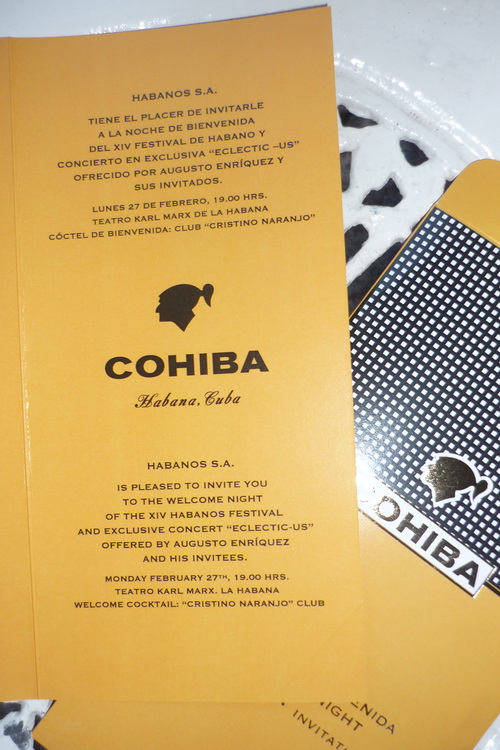 HABANOS S.A.
TIENE EL PLACER DE INVITARLE
A LA NOCHE DE BIENVENIDA
DEL XIV FESTIVAL DE HABANO Y
CONCIERTO EN EXCLUSIVA “ECLECTIC –US”
OFRECIDO POR AUGUSTO ENRÍQUEZ Y
SUS INVITADOS.
LUNES 27 DE FEBRERO, 19.00 HRS.
TEATRO KARL MARX DE LA HABANA
CÓCTEL DE BIENVENIDA: CLUB “CRISTINO NARANJO”
COHIBA
Habana, Cuba
HABANOS S.A.
IS PLEASED TO INVITE YOU
TO THE WELCOME NIGHT
OF THE XIV HABANOS FESTIVAL
AND EXCLUSIVE CONCERT “ECLECTIC-US”
OFFERED BY AUGUSTO ENRÍQUEZ
AND HIS INVITEES.
MONDAY FEBRUARY 27TH, 19.00 HRS.
TEATRO KARL MARX. LA HABANA
WELCOME COCKTAIL: “CRISTINO NARANJO” CLUB
COHIBA
ENIDA
IGHT
INVITAT